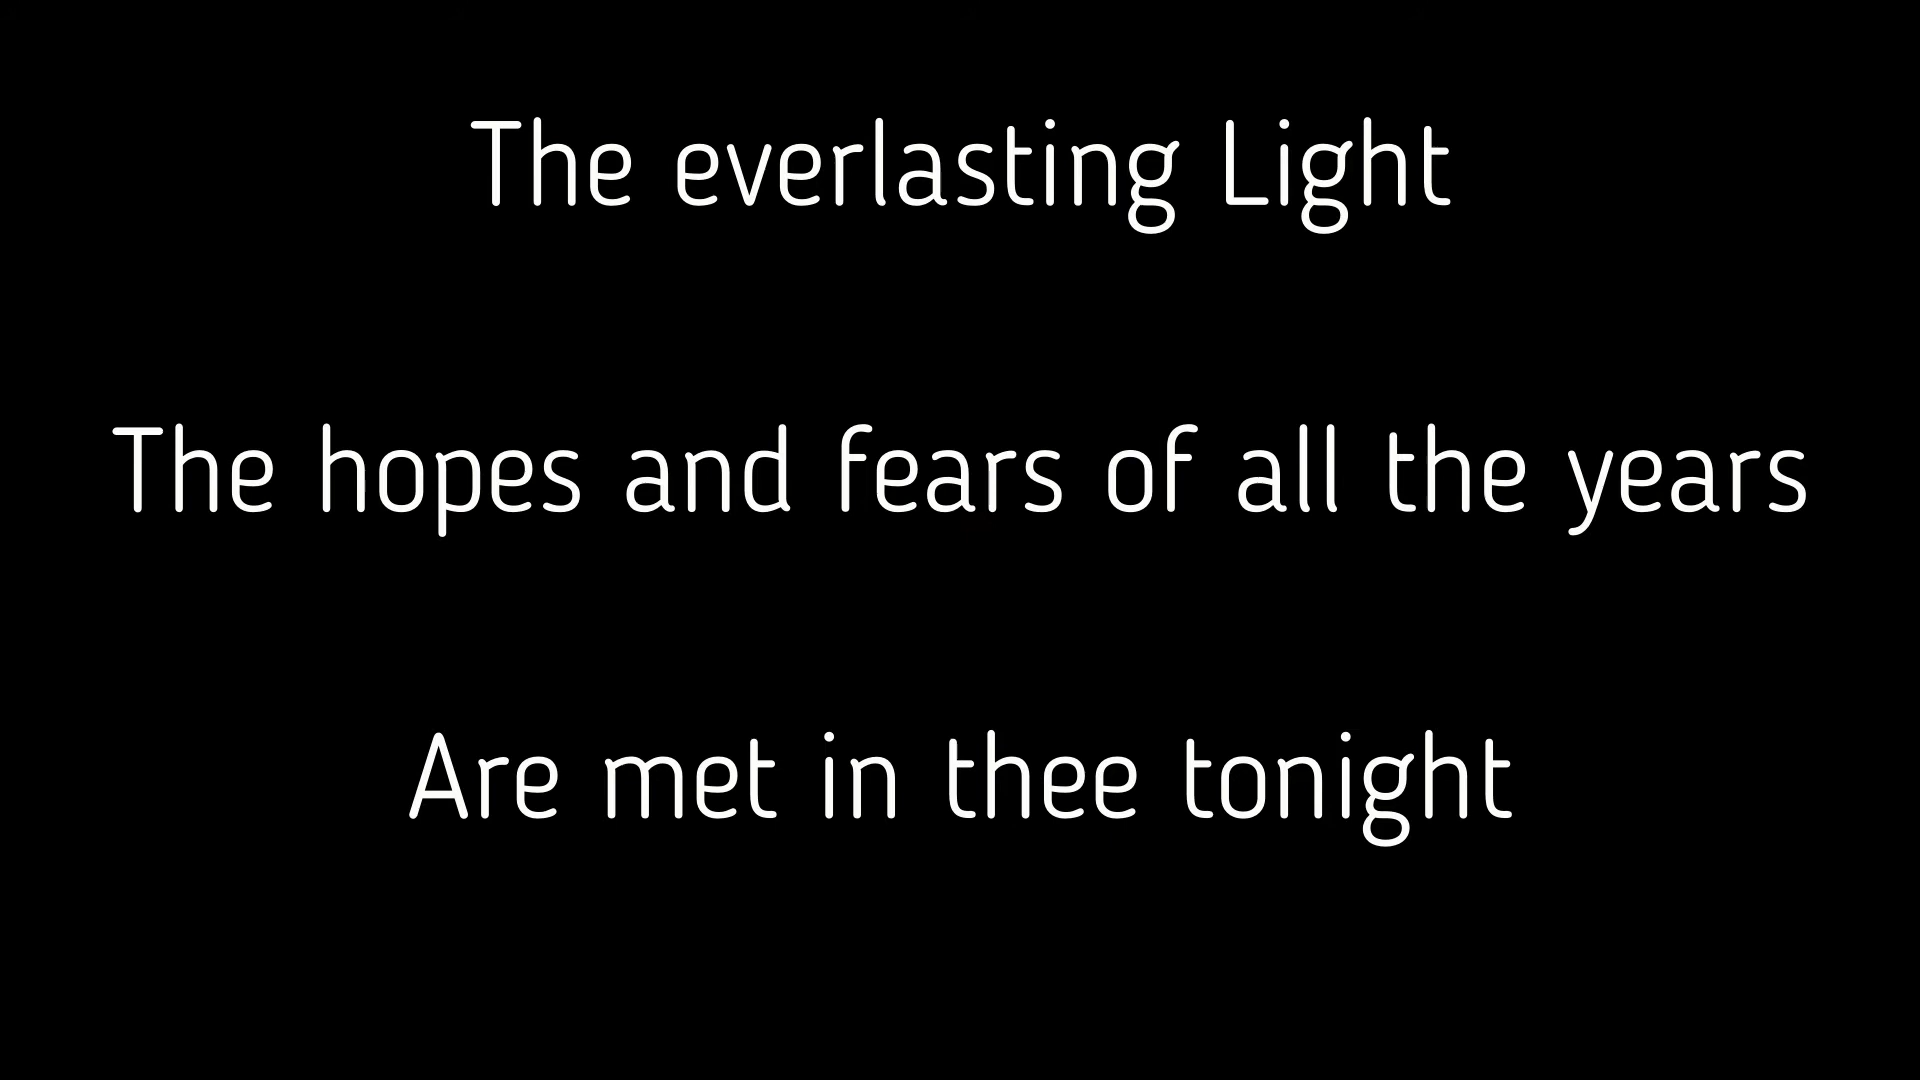 The everlasting Light
The hopes and fears of all the years
Are met in thee tonight